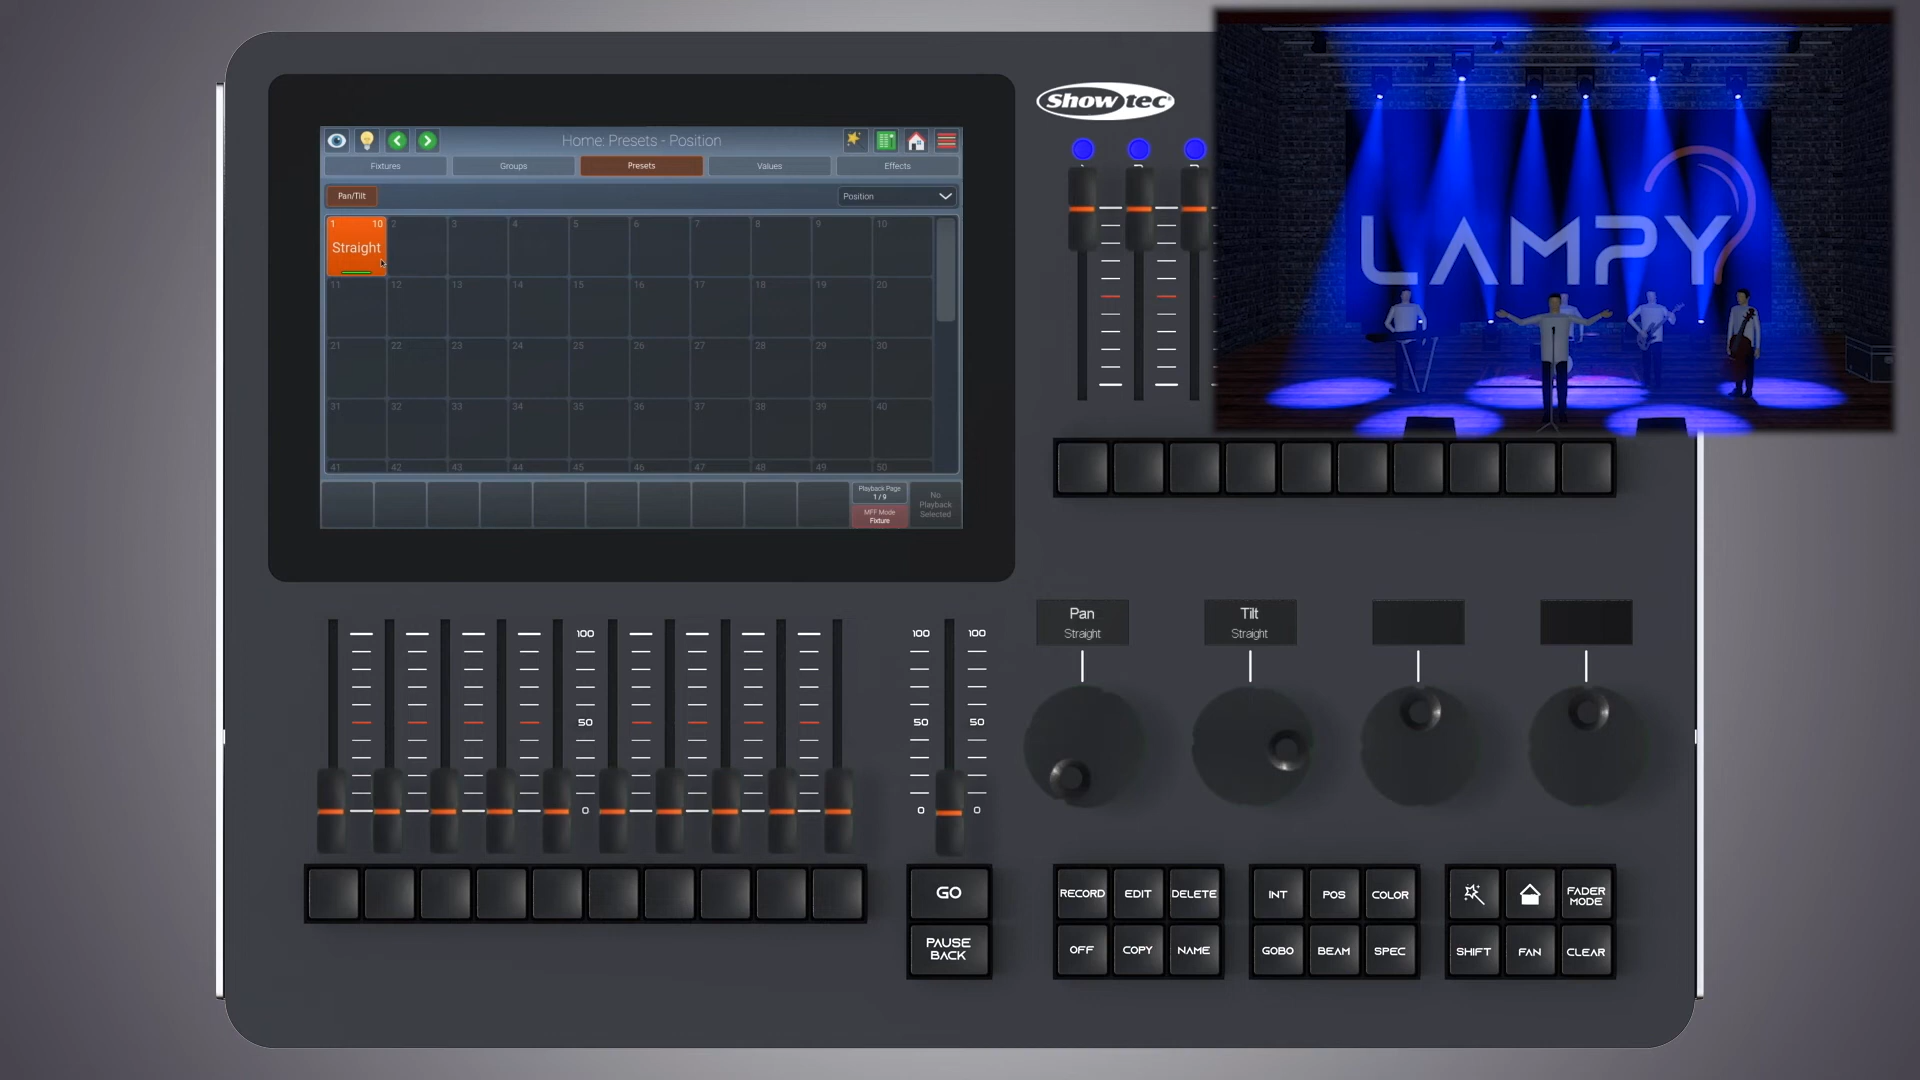 Home: Presets - Position
Fixtures
Groups
Presets
Values
Effects
Pan/Tilt
Position
1 10
Straight
2
3
4
5
6
7
8
9
10
11
12
13
14
15
16
17
18
19
20
21
22
23
24
25
26
27
28
29
30
31
32
33
34
35
36
37
38
39
40
41
42
43
44
45
46
47
48
49
50
Playback Page
1 / 9
MFF Mode
Fixture
No
Playback
Selected
Showtec
LAMPY
Pan
Straight
Tilt
Straight
100
50
0
100
50
0
100
50
0
GO
PAUSE
BACK
RECORD
EDIT
DELETE
OFF
COPY
NAME
INT
POS
COLOR
GOBO
BEAM
SPEC
FADER
MODE
SHIFT
FAN
CLEAR